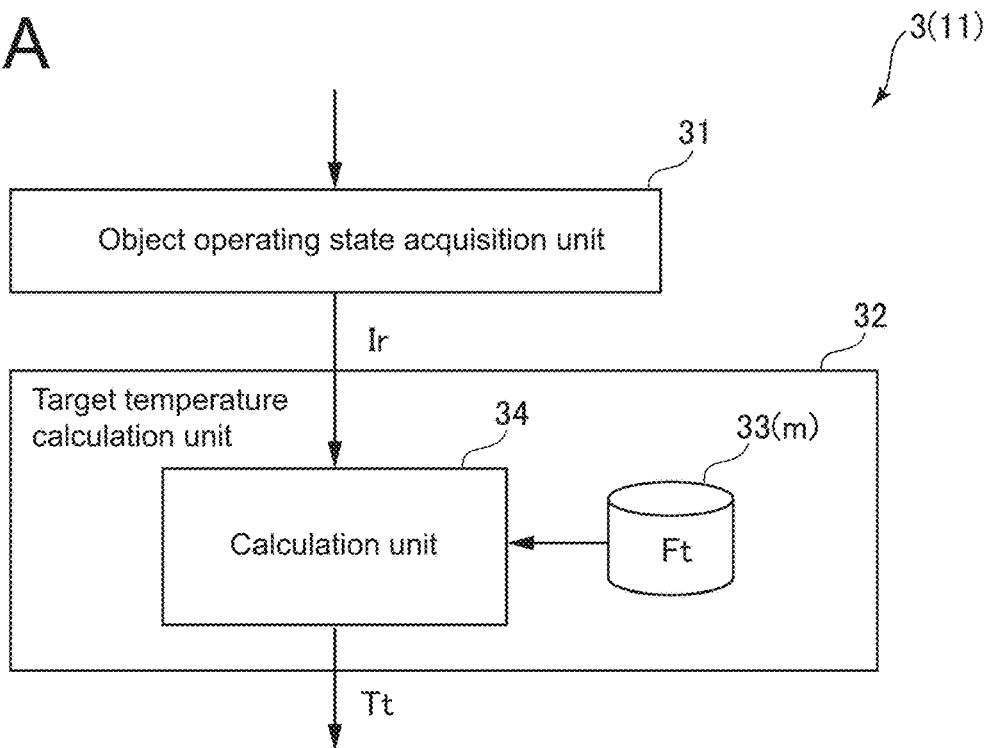 A
3(11)
31
Object operating state acquisition unit
Ir
32
Target temperature
calculation unit
34
33(m)
Calculation unit
Ft
Tt